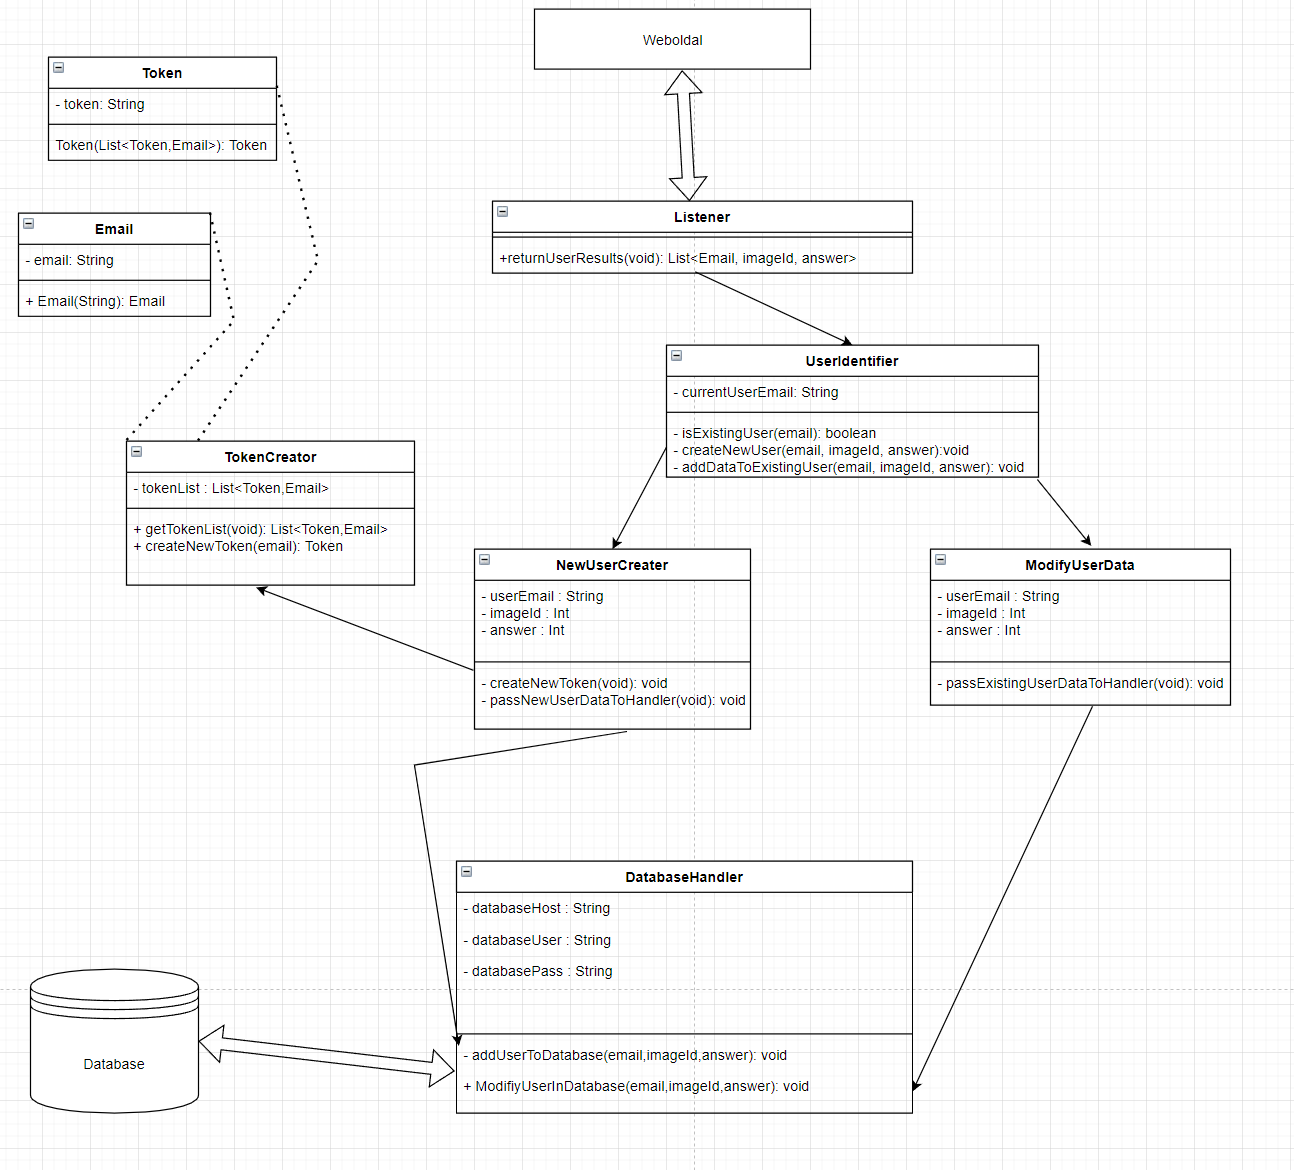 Weboldal
Token
- token: String
Token(List<Token,Email>): Token
Email
- email: String
+ Email(String): Email
Listener
+returnUserResults(void): List<Email, imageId, answer>
UserIdentifier
- currentUserEmail: String
- isExistingUser(email): boolean
- createNewUser(email, imageId, answer):void
- addDataToExistingUser(email, imageId, answer): void
TokenCreator
- tokenList : List<Token,Email>
+ getTokenList(void): List<Token,Email>
+ createNewToken(email): Token
NewUserCreater
- userEmail : String
- imageId : Int
- answer : Int
- createNewToken(void): void
- passNewUserDataToHandler(void): void
ModifyUserData
- userEmail : String
- imageId : Int
- answer : Int
- passExistingUserDataToHandler(void): void
DatabaseHandler
- databaseHost : String
- databaseUser : String
- databasePass : String
- addUserToDatabase(email,imageId,answer): void
+ ModifiyUserInDatabase(email,imageId,answer): void
Database